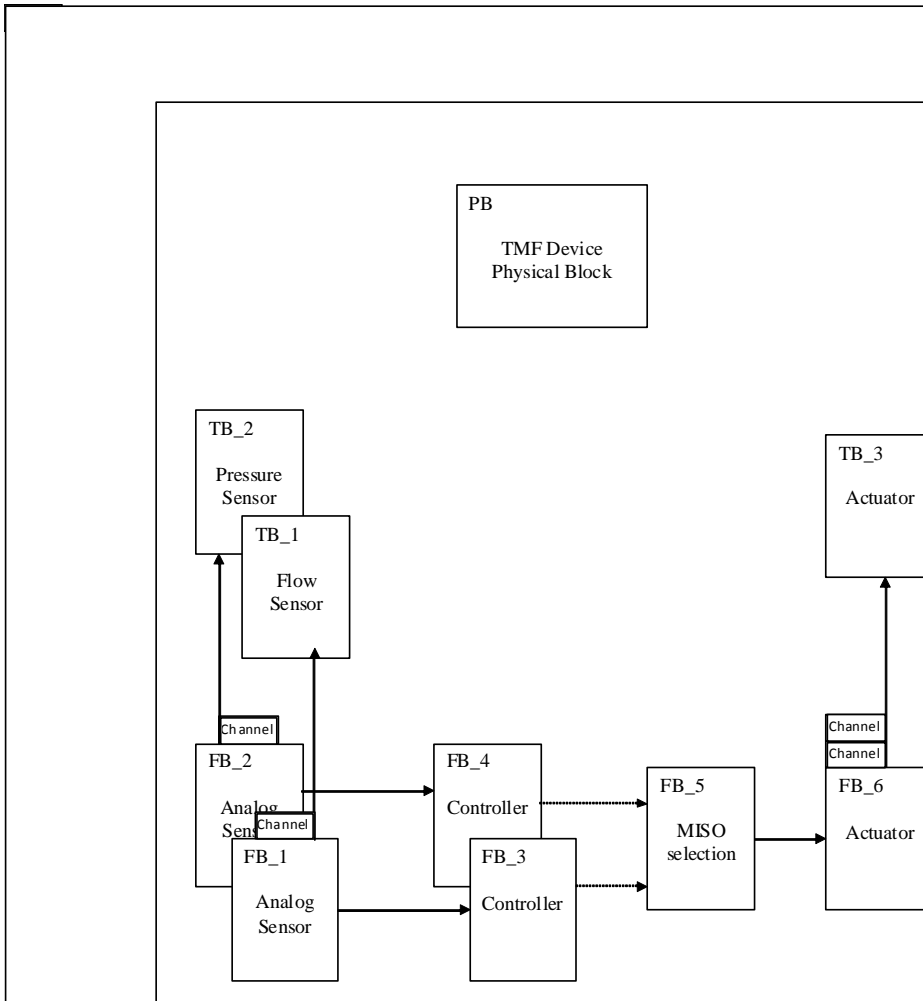 PB
TMF Device
Physical Block
TB_2
Pressure
Sensor
TB_1
Flow
Sensor
TB_3
Actuator
Channel
FB_2
Analog
Sens
Channel
FB_1
Analog
Sensor
FB_4
Controller
FB_3
Controller
FB_5
MISO
selection
Channel
Channel
FB_6
Actuator